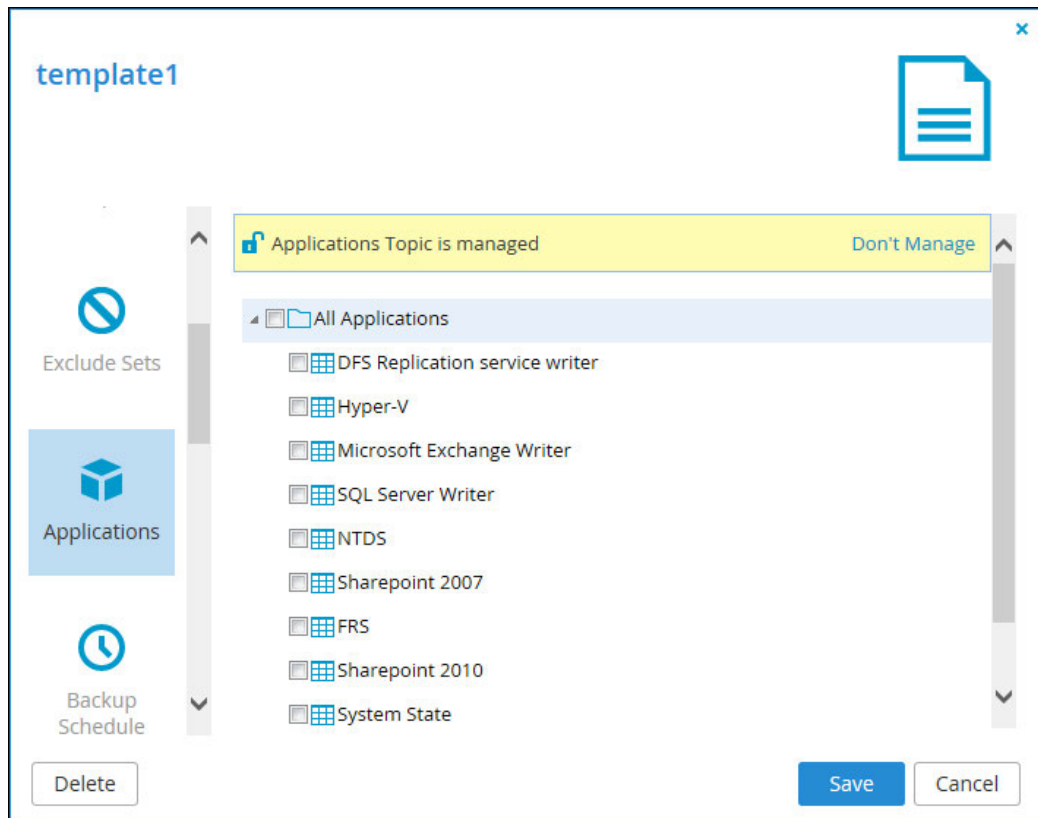 template1
Applications Topic is managed Don't Manage
Exclude Sets
Applications
Backup
Schedule
All Applications
DFS Replication service writer
Hyper-V
Microsoft Exchange Writer
SQL Server Writer
NTDS
Sharepoint 2007
FRS
Sharepoint 2010
System State
Delete
Save
Cancel